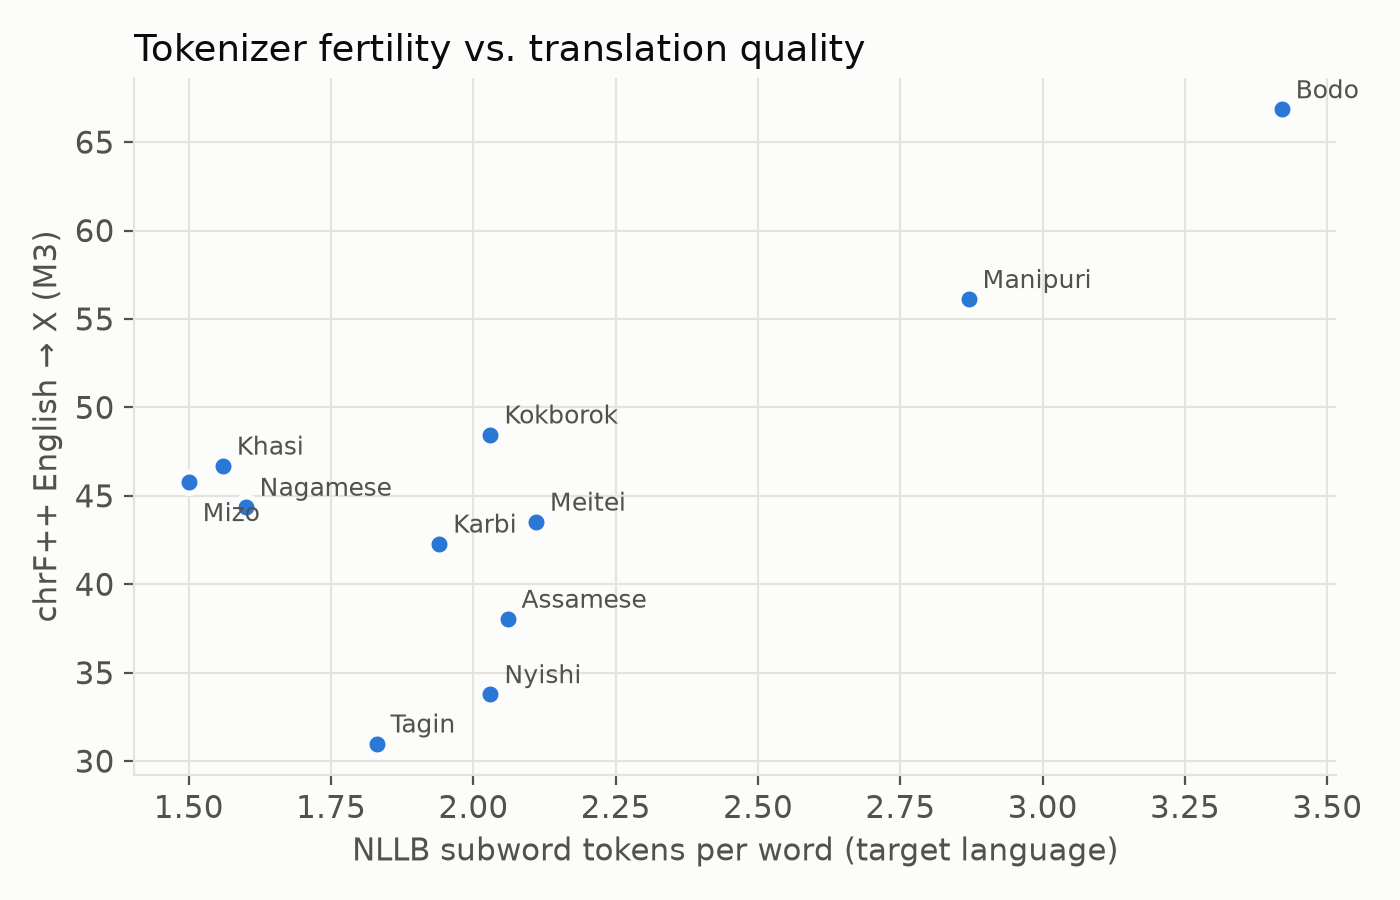 Tokenizer fertility vs. translation quality
Bodo
65
60
Manipuri
55
50
Kokborok
Khasi
Nagamese
45
Meitei
Mizo
Karbi
40
Assamese
35
Nyishi
Tagin
30
chrF++ English → X (M3)
1.50 1.75 2.00 2.25 2.50 2.75 3.00 3.25 3.50
NLLB subword tokens per word (target language)